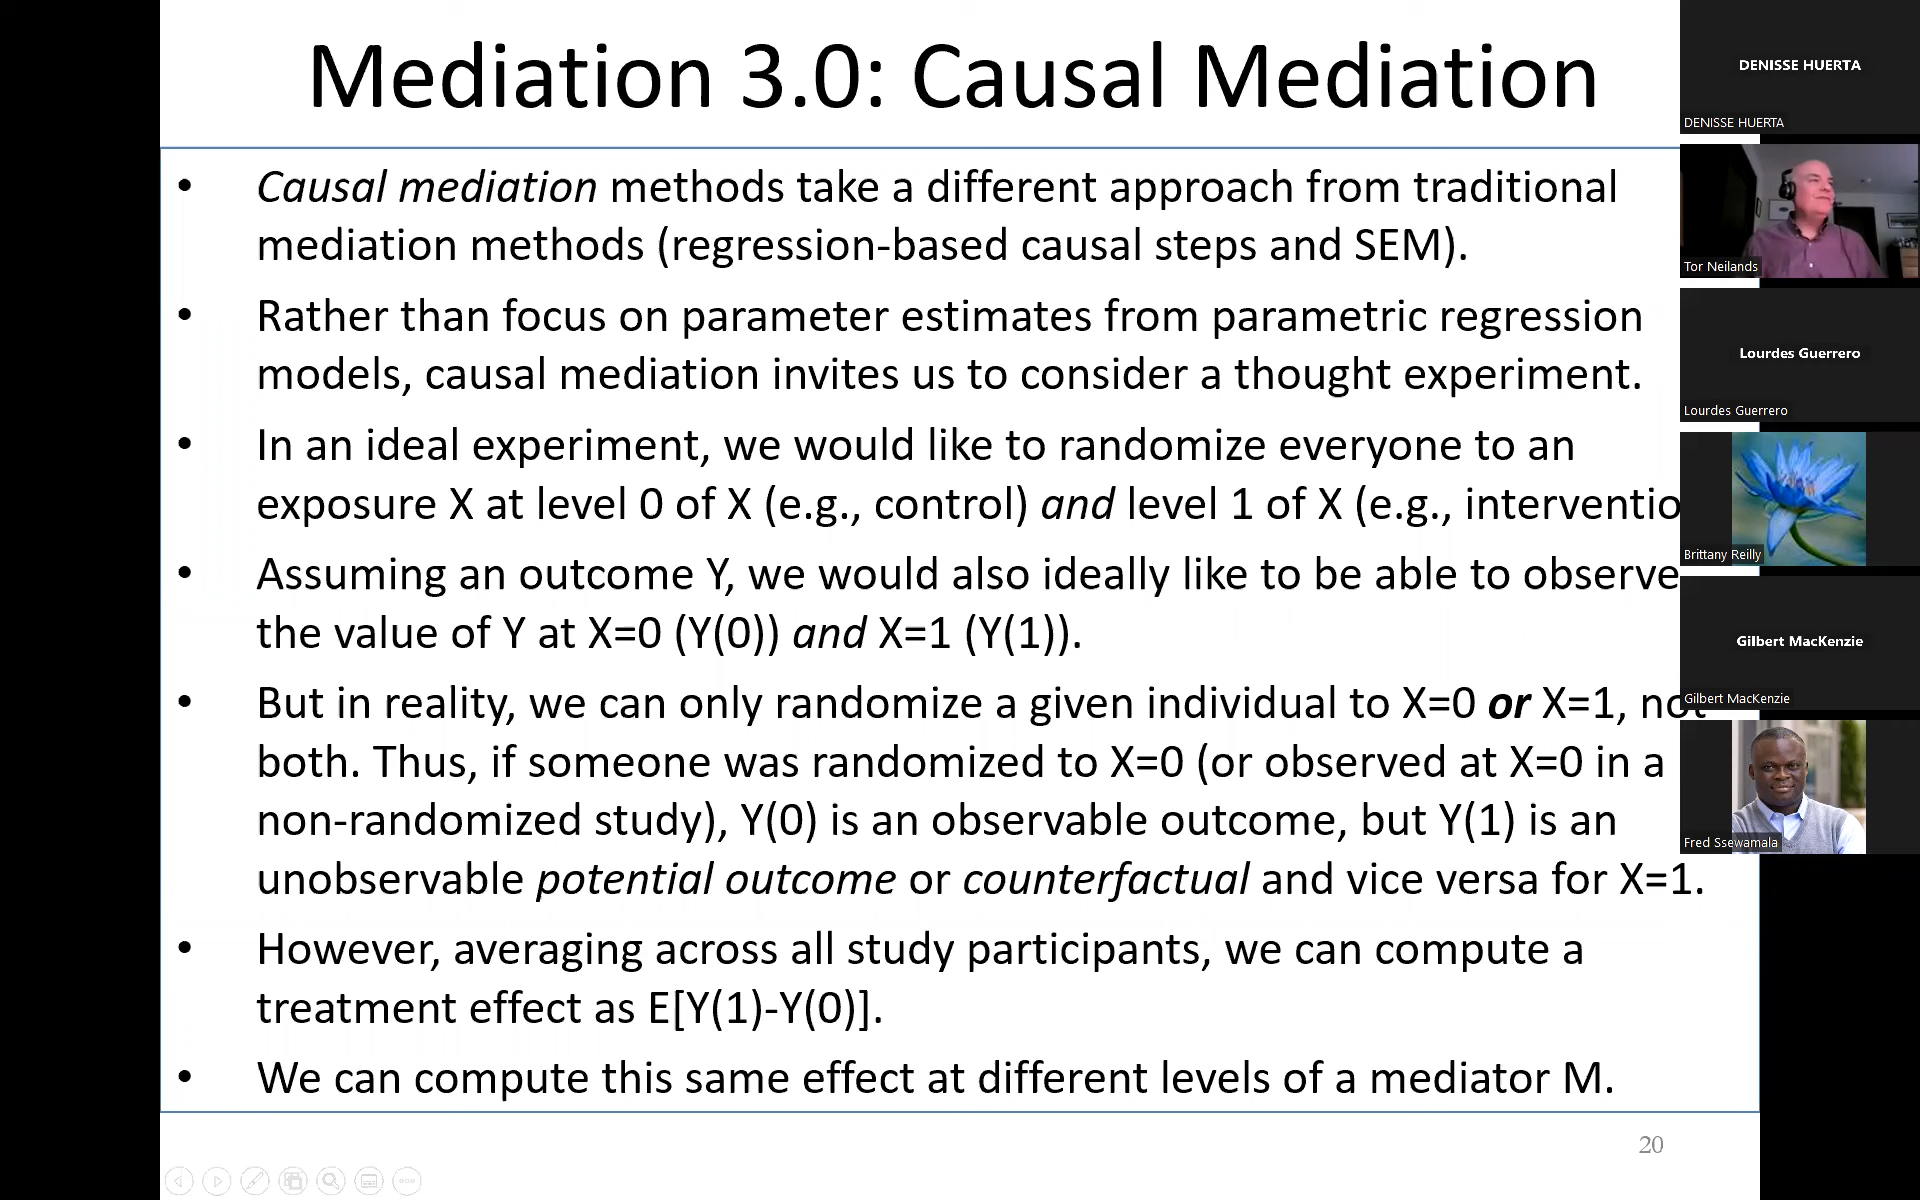 Mediation 3.0: Causal Mediation
• Causal mediation methods take a different approach from traditional
mediation methods (regression-based causal steps and SEM).
• Rather than focus on parameter estimates from parametric regression
models, causal mediation invites us to consider a thought experiment.
• In an ideal experiment, we would like to randomize everyone to an
exposure X at level 0 of X (e.g., control) and level 1 of X (e.g., interventio
• Assuming an outcome Y, we would also ideally like to be able to observe
the value of Y at X=0 (Y(0)) and X=1 (Y(1)).
• But in reality, we can only randomize a given individual to X=0 or X=1, not
both. Thus, if someone was randomized to X=0 (or observed at X=0 in a
non-randomized study), Y(0) is an observable outcome, but Y(1) is an
unobservable potential outcome or counterfactual and vice versa for X=1.
• However, averaging across all study participants, we can compute a
treatment effect as E[Y(1)-Y(0)].
• We can compute this same effect at different levels of a mediator M.
20
DENISSE HUERTA
DENISSE HUERTA
Tor Neilands
Lourdes Guerrero
Lourdes Guerrero
Brittany Reilly
Gilbert MacKenzie
Gilbert MacKenzie
Fred Ssewamala